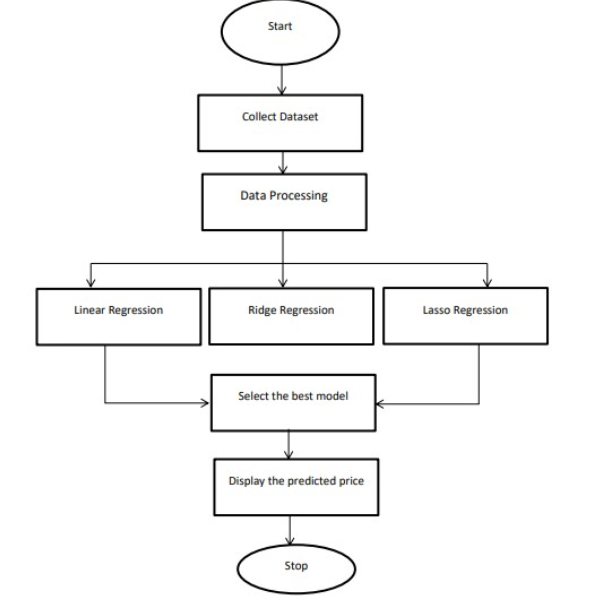 Start
Collect Dataset
Data Processing
Linear Regression
Ridge Regression
Lasso Regression
Select the best model
Display the predicted price
Stop